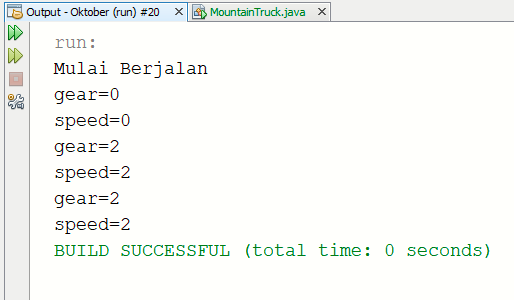 Output - Oktober (run) #20 MountainTruck.java
run:
Mulai Berjalan
gear=0
speed=0
gear=2
speed=2
gear=2
speed=2
BUILD SUCCESSFUL (total time: 0 seconds)